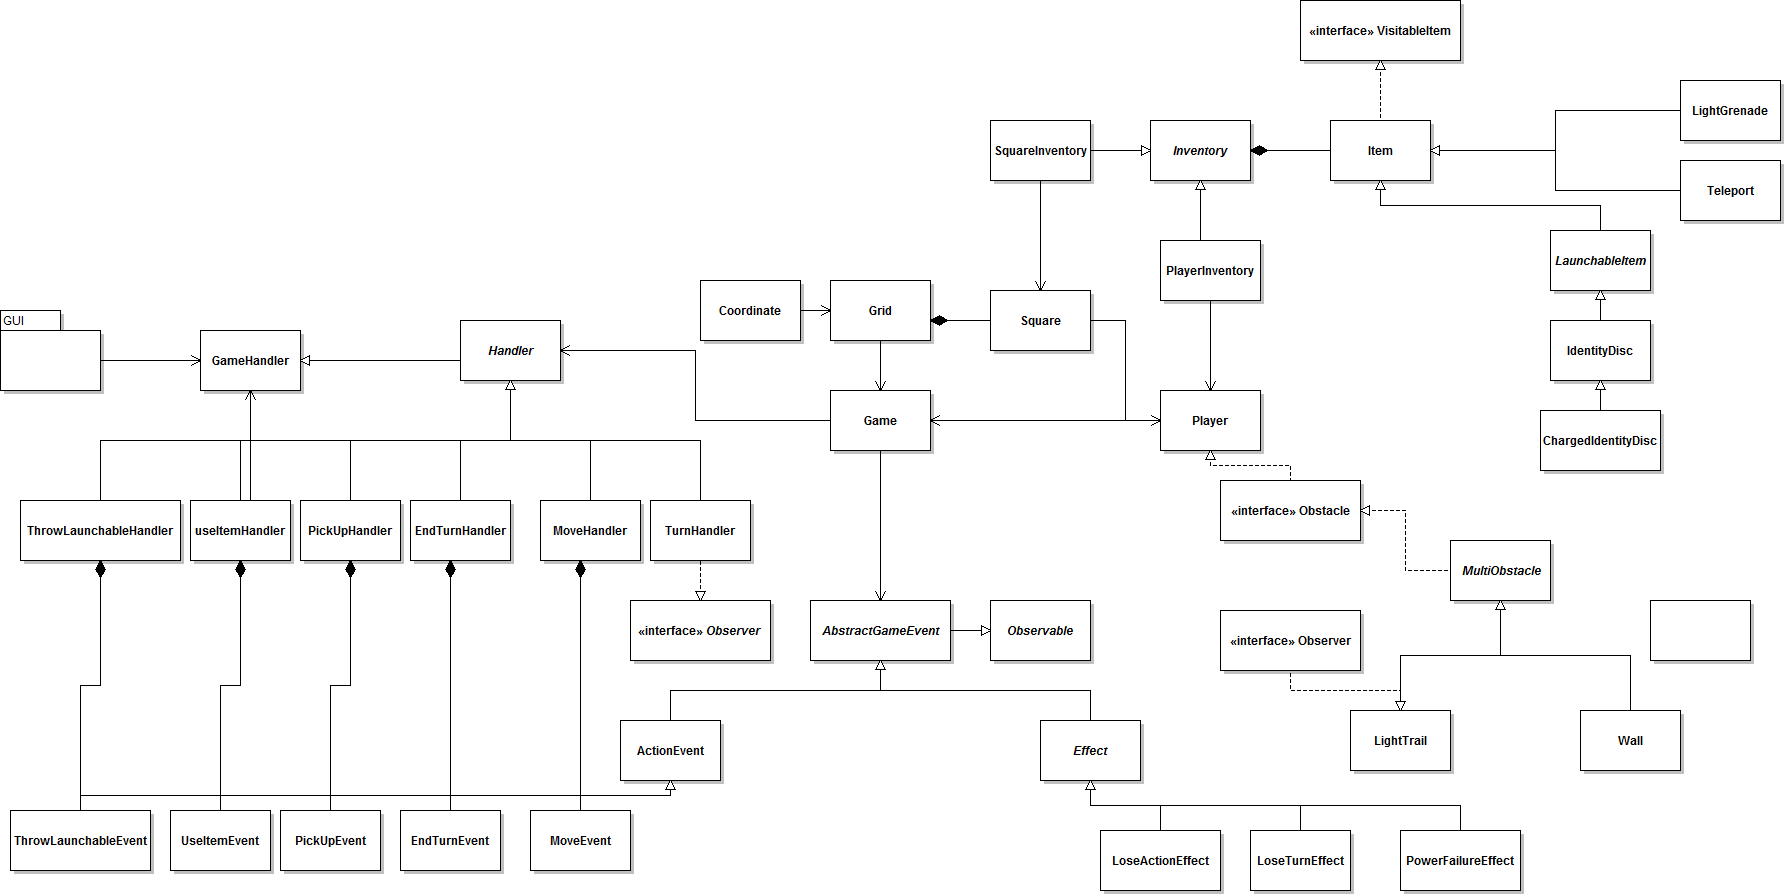 «interface» VisitableItem
LightGrenade
SquareInventory
Inventory
Item
Teleport
LaunchableItem
PlayerInventory
Coordinate
Grid
Square
GUI
GameHandler
Handler
IdentityDisc
Game
Player
ChargedIdentityDisc
ThrowLaunchableHandler
useItemHandler
PickUpHandler
EndTurnHandler
MoveHandler
TurnHandler
«interface» Obstacle
MultiObstacle
«interface» Observer
AbstractGameEvent
Observable
«interface» Observer
ActionEvent
Effect
LightTrail
Wall
ThrowLaunchableEvent
UseItemEvent
PickUpEvent
EndTurnEvent
MoveEvent
LoseActionEffect
LoseTurnEffect
PowerFailureEffect